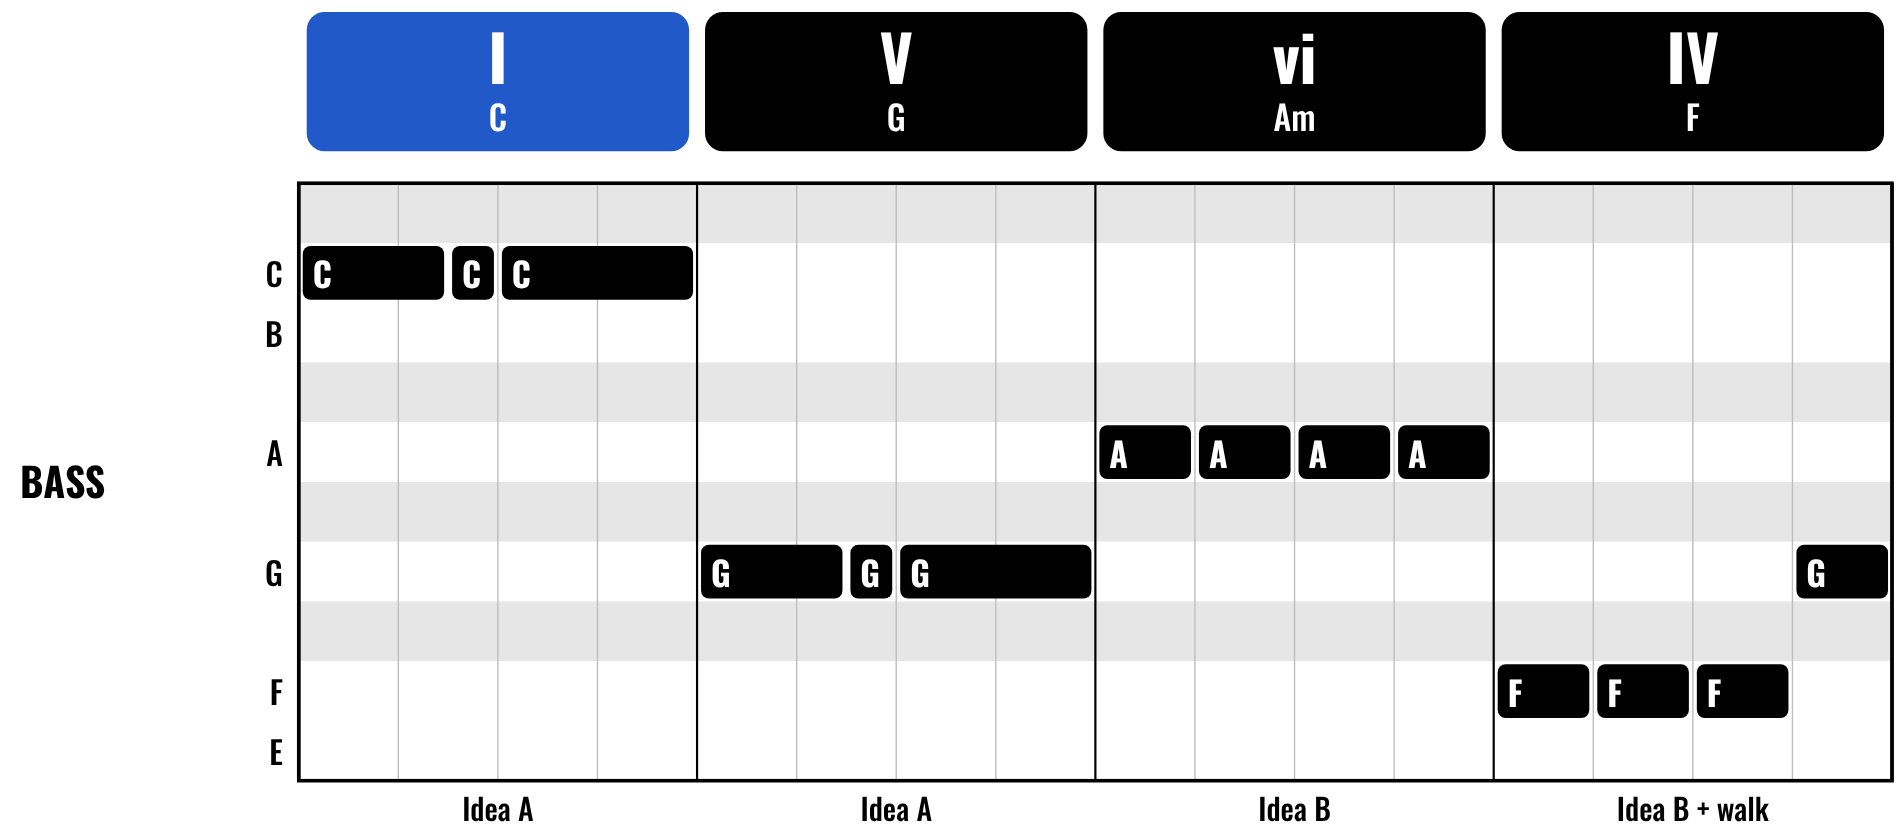 I
C
V
G
vi
Am
IV
F
C
C C C
B
BASS
A
A A A A
G
G G G
G
F
F F F
E
Idea A
Idea A
Idea B
Idea B + walk